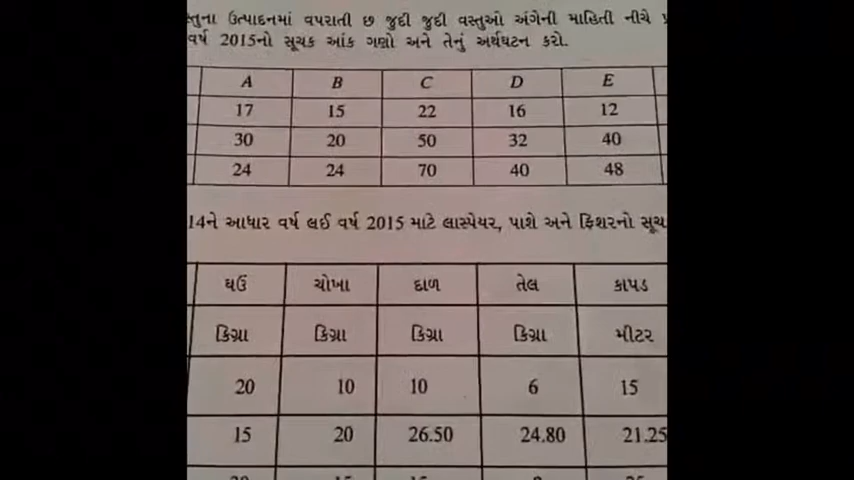 ઉત્પાદનમાં વપરાતી છ જુદી જુદી વસ્તુઓ અંગેની માહિતી નીચે
વર્ષ 2015નો સૂચક આંક ગણો અને તેનું અર્થઘટન કરો.
A B C D E
17 15 22 16 12
30 20 50 32 40
24 24 70 40 48
14ને આધાર વર્ષ લઈ વર્ષ 2015 માટે લાસ્પેયર, પાશે અને ફિશરનો
ઘઉં ચોખા દાળ તેલ કાપડ
કિગ્રા કિગ્રા કિગ્રા કિગ્રા મીટર
20 10 10 6 15
15 20 26.50 24.80 21.25